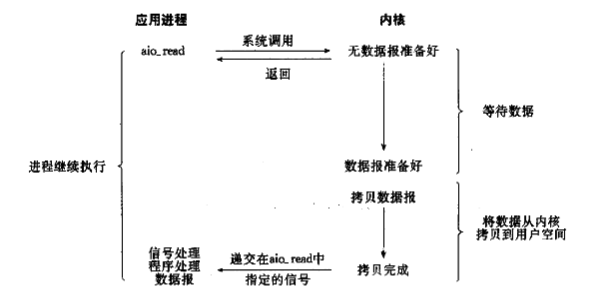 应用进程
内核
系统调用
aio_read
无数据报准备好
返回
等待数据
进程继续执行
数据报准备好
拷贝数据报
将数据从内核
拷贝到用户空间
信号处理
程序处理
数据报
递交在aio_read中
指定的信号
拷贝完成